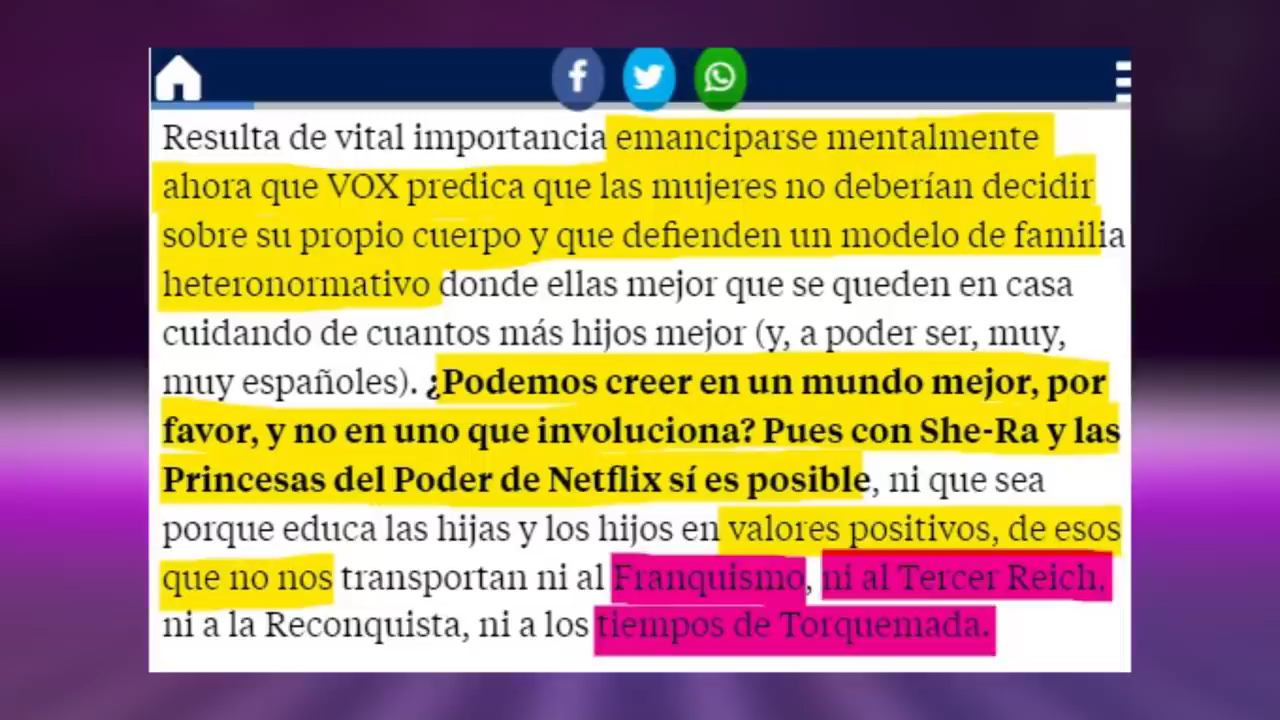 Resulta de vital importancia emanciparse mentalmente
ahora que VOX predica que las mujeres no deberían decidir
sobre su propio cuerpo y que defienden un modelo de familia
heteronormativo donde ellas mejor que se queden en casa
cuidando de cuantos más hijos mejor (y, a poder ser, muy,
muy españoles). ¿Podemos creer en un mundo mejor, por
favor, y no en uno que involuciona? Pues con She-Ra y las
Princesas del Poder de Netflix sí es posible, ni que sea
porque educa las hijas y los hijos en valores positivos, de esos
que no nos transportan ni al Franquismo, ni al Tercer Reich,
ni a la Reconquista, ni a los tiempos de Torquemada.